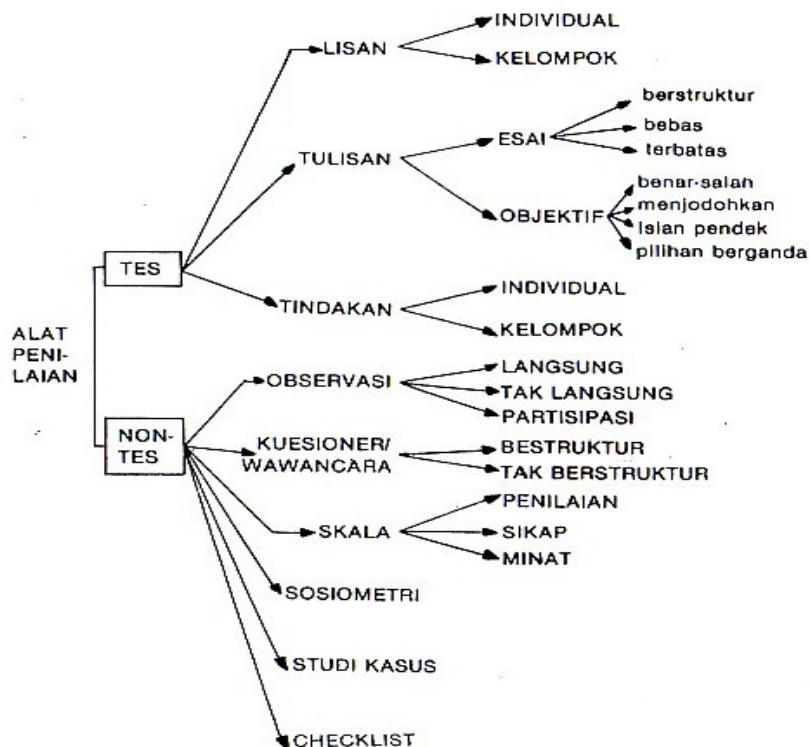 LISAN
INDIVIDUAL
KELOMPOK
TULISAN
ESAI
berstruktur
bebas
terbatas
OBJEKTIF
benar-salah
menjodohkan
isian pendek
pilihan berganda
TES
TINDAKAN
INDIVIDUAL
KELOMPOK
ALAT
PENI-
LAIAN
NON-
TES
OBSERVASI
LANGSUNG
TAK LANGSUNG
PARTISIPASI
KUESIONER/
WAWANCARA
BESTRUKTUR
TAK BERSTRUKTUR
SKALA
PENILAIAN
SIKAP
MINAT
SOSIOMETRI
STUDI KASUS
CHECKLIST